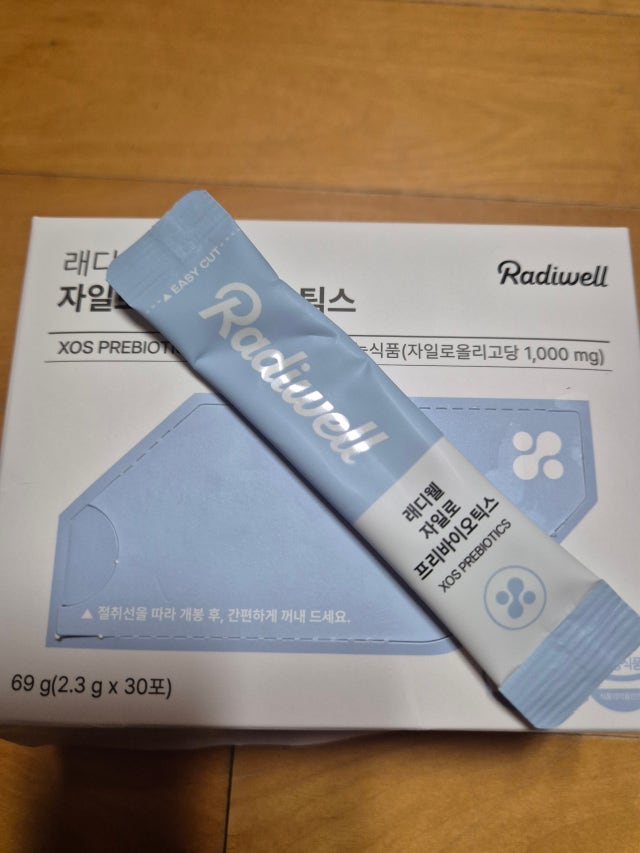 래디
Radiwell
자일 틱스
XOS PREBIOTI 식품(자일로올리고당 1,000 mg)
▲ EASY CUT
Radiwell
래디웰
자일로
프리바이오틱스
XOS PREBIOTICS
▲ 절취선을 따라 개봉 후, 간편하게 꺼내 드세요.
69 g(2.3 g x 30포)
식품